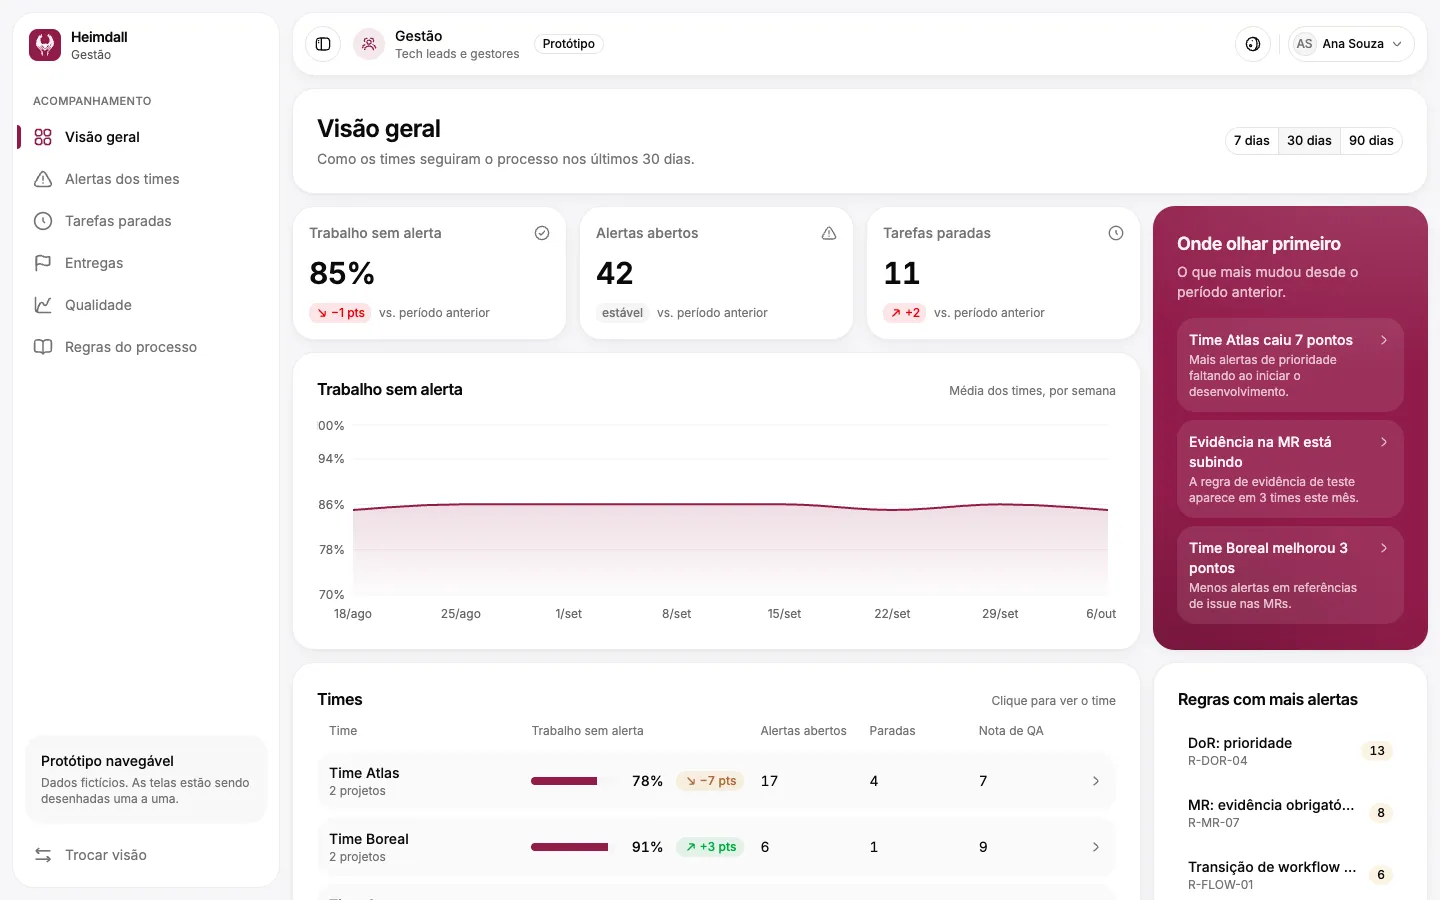 Heimdall
Gestão
ACOMPANHAMENTO
Visão geral
Alertas dos times
Tarefas paradas
Entregas
Qualidade
Regras do processo
Protótipo navegável
Dados fictícios. As telas estão sendo
desenhadas uma a uma.
Trocar visão
Gestão
Tech leads e gestores
Protótipo
AS
Ana Souza
Visão geral
Como os times seguiram o processo nos últimos 30 dias.
7 dias
30 dias
90 dias
Trabalho sem alerta
85%
−1 pts
vs. período anterior
Alertas abertos
42
estável
vs. período anterior
Tarefas paradas
11
+2
vs. período anterior
Trabalho sem alerta
Média dos times, por semana
00%
94%
86%
78%
70%
18/ago
25/ago
1/set
8/set
15/set
22/set
29/set
6/out
Onde olhar primeiro
O que mais mudou desde o
período anterior.
Time Atlas caiu 7 pontos
Mais alertas de prioridade
faltando ao iniciar o
desenvolvimento.
Evidência na MR está
subindo
A regra de evidência de teste
aparece em 3 times este mês.
Time Boreal melhorou 3
pontos
Menos alertas em referências
de issue nas MRs.
Times
Clique para ver o time
Time
Trabalho sem alerta
Alertas abertos
Paradas
Nota de QA
Time Atlas
2 projetos
78%
−7 pts
17
4
7
Time Boreal
2 projetos
91%
+3 pts
6
1
9
Regras com mais alertas
DoR: prioridade
R-DOR-04
13
MR: evidência obrigató...
R-MR-07
8
Transição de workflow ...
R-FLOW-01
6